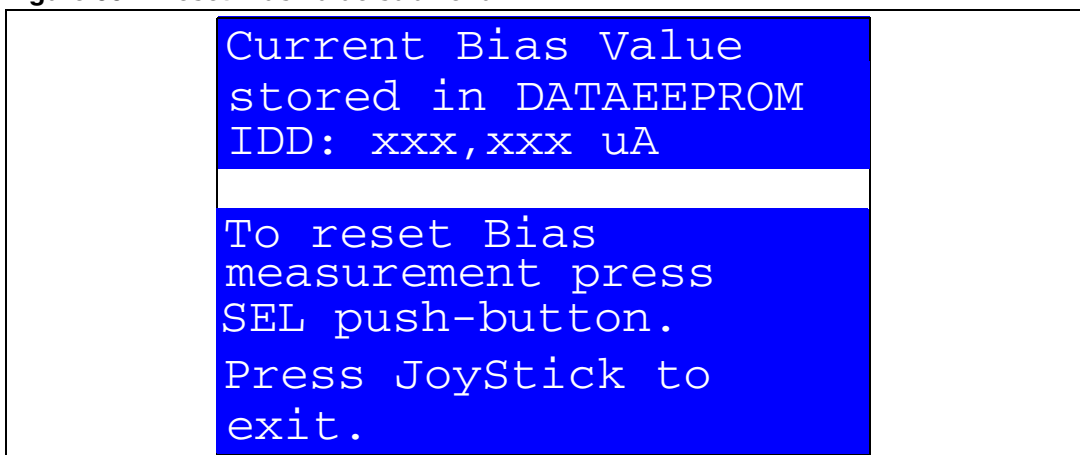 Current Bias Value
stored in DATAEEPROM
IDD: xxx,xxx uA
To reset Bias
measurement press
SEL push-button.
Press JoyStick to
exit.